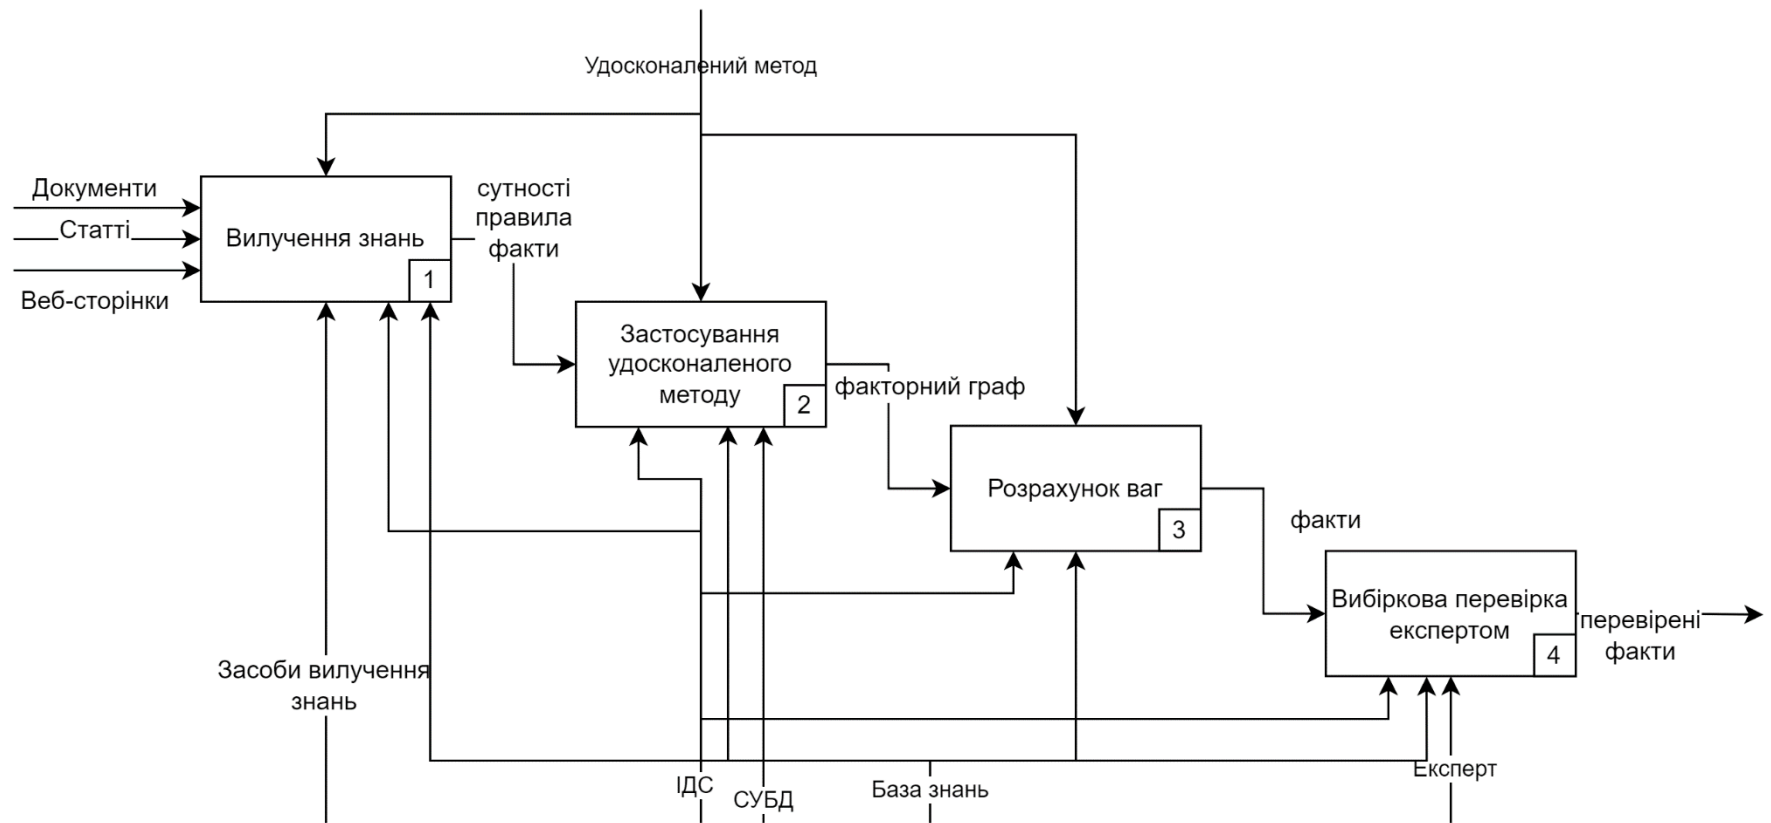 Удосконалений метод
Документи
Статті
Веб-сторінки
Вилучення знань
1
сутності
правила
факти
Застосування
удосконаленого
методу
2
факторний граф
Розрахунок ваг
3
факти
Вибіркова перевірка
експертом
4
перевірені
факти
Засоби вилучення
знань
ІДС
СУБД
База знань
Експерт